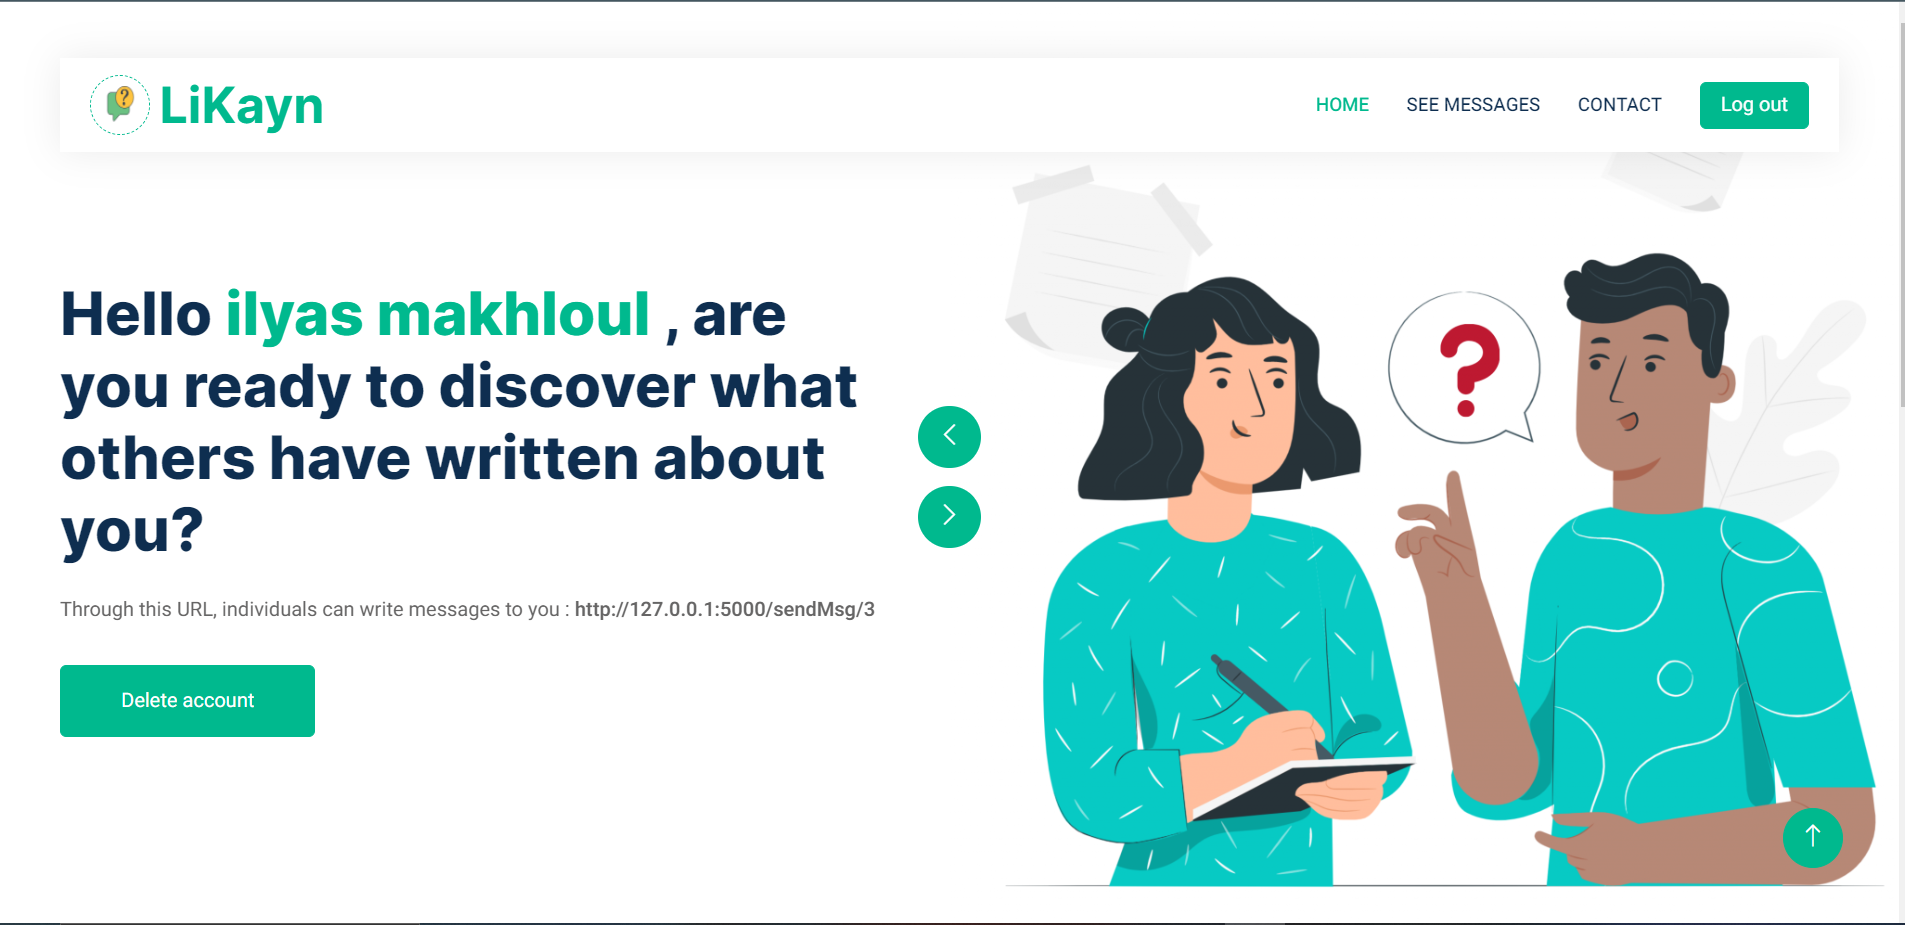 LiKayn
HOME SEE MESSAGES CONTACT Log out
Hello ilyas makhloul , are
you ready to discover what
others have written about
you?
Through this URL, individuals can write messages to you : http://127.0.0.1:5000/sendMsg/3
Delete account
?